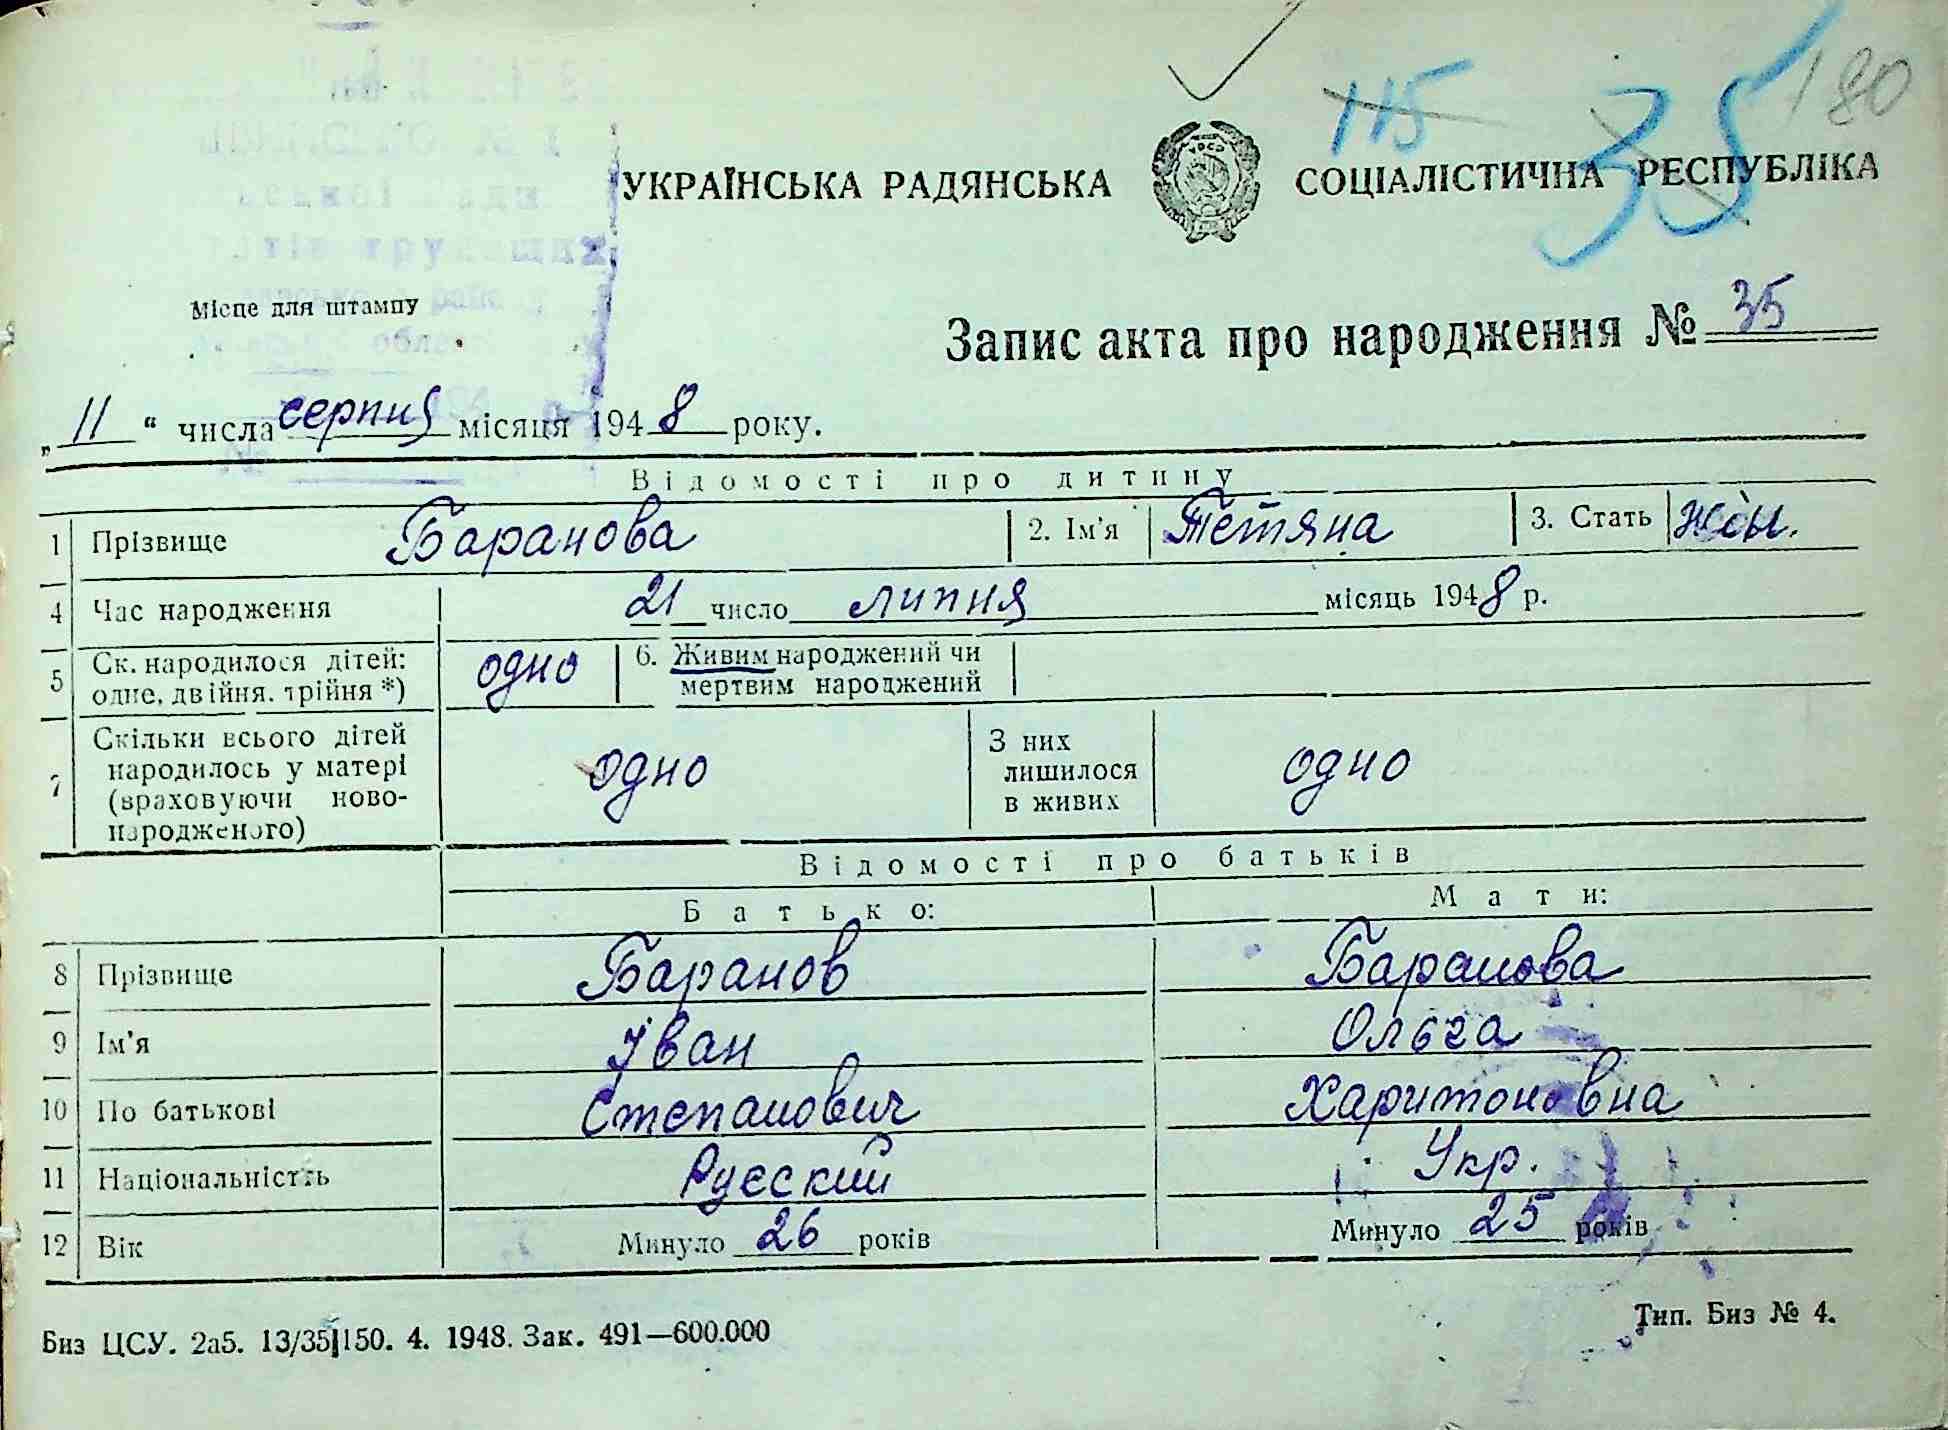 115 35 180
УКРАЇНСЬКА РАДЯНСЬКА СОЦІАЛІСТИЧНА РЕСПУБЛІКА
УРСР
Місце для штампу
Запис акта про народження № 35
„ 11 “ числа серпня місяця 1948 року.
Відомості про дитину
1 Прізвище Баранова 2. Ім'я Тетяна 3. Стать
4 Час народження 21 число липня місяць 1948 р.
5 Ск. народилося дітей: одне, двійня, трійня *) одно 6. Живим народжений чи мертвим народжений
7 Скільки всього дітей народилось у матері (враховуючи новонародженого) одно З них лишилося в живих одно
Відомості про батьків
Батько: Мати:
8 Прізвище Баранов Баранова
9 Ім'я Іван Ольга
10 По батькові Степанович Харитоновна
11 Національність Русский Укр.
12 Вік Минуло 26 років Минуло 25 років
Биз ЦСУ. 2а5. 13/35|150. 4. 1948. Зак. 491—600.000 Тип. Биз № 4.